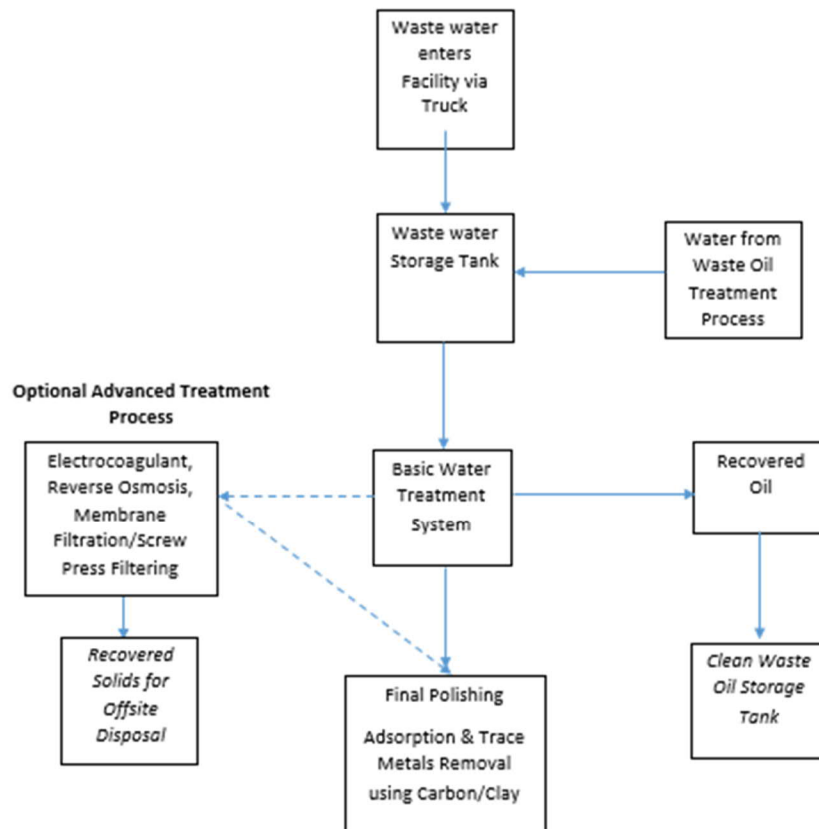 Waste water
enters
Facility via
Truck
Waste water
Storage Tank
Water from
Waste Oil
Treatment
Process
Optional Advanced Treatment
Process
Electrocoagulant,
Reverse Osmosis,
Membrane
Filtration/Screw
Press Filtering
Basic Water
Treatment
System
Recovered
Oil
Recovered
Solids for
Offsite
Disposal
Final Polishing
Adsorption & Trace
Metals Removal
using Carbon/Clay
Clean Waste
Oil Storage
Tank